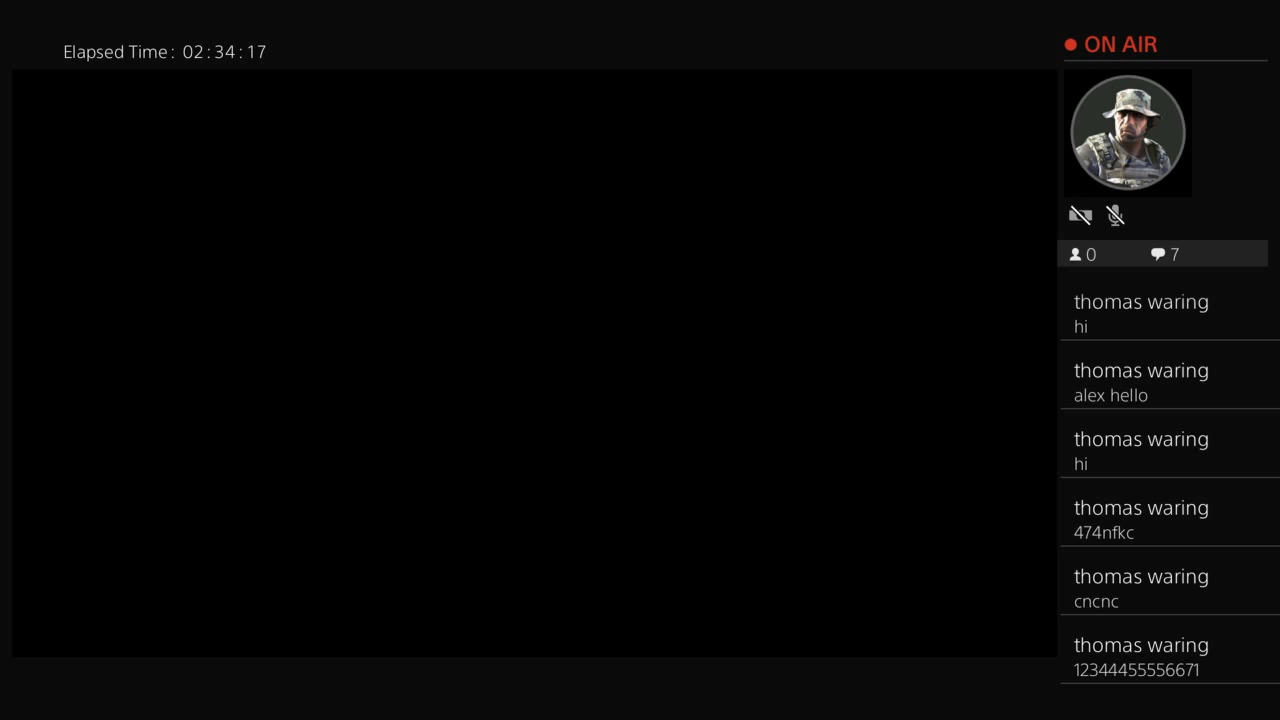 Elapsed Time: 02:34:17
ON AIR
0 7
thomas waring
hi
thomas waring
alex hello
thomas waring
hi
thomas waring
474nfkc
thomas waring
cncnc
thomas waring
12344455556671